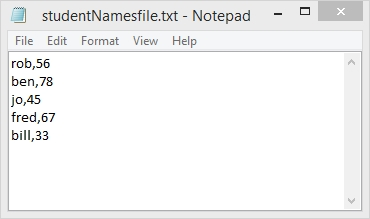 studentNamesfile.txt - Notepad
File Edit Format View Help
rob,56
ben,78
jo,45
fred,67
bill,33